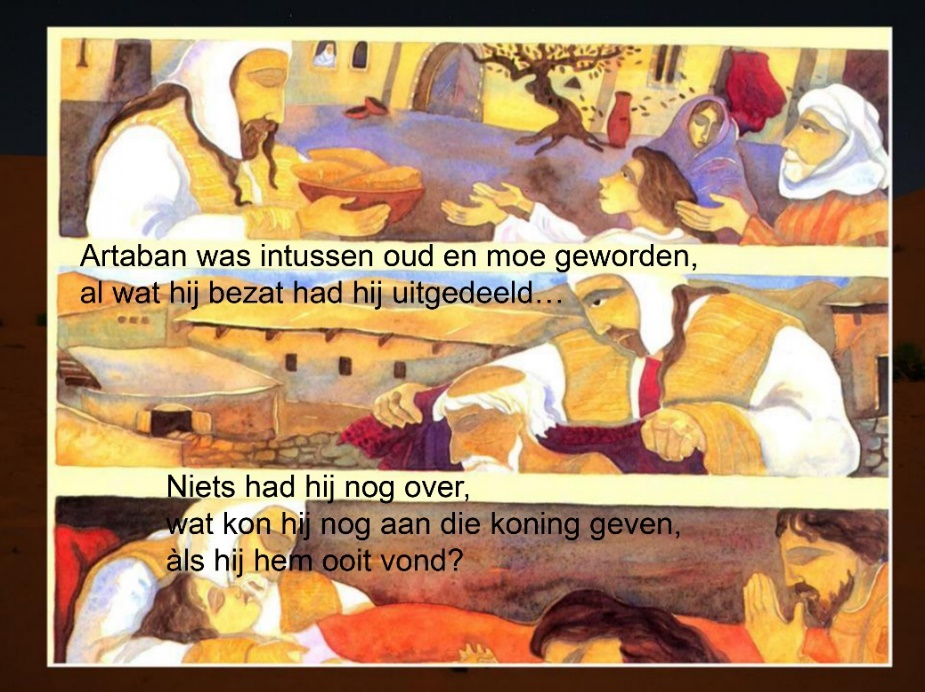 Artaban was intussen oud en moe geworden,
al wat hij bezat had hij uitgedeeld…
Niets had hij nog over,
wat kon hij nog aan die koning geven,
àls hij hem ooit vond?